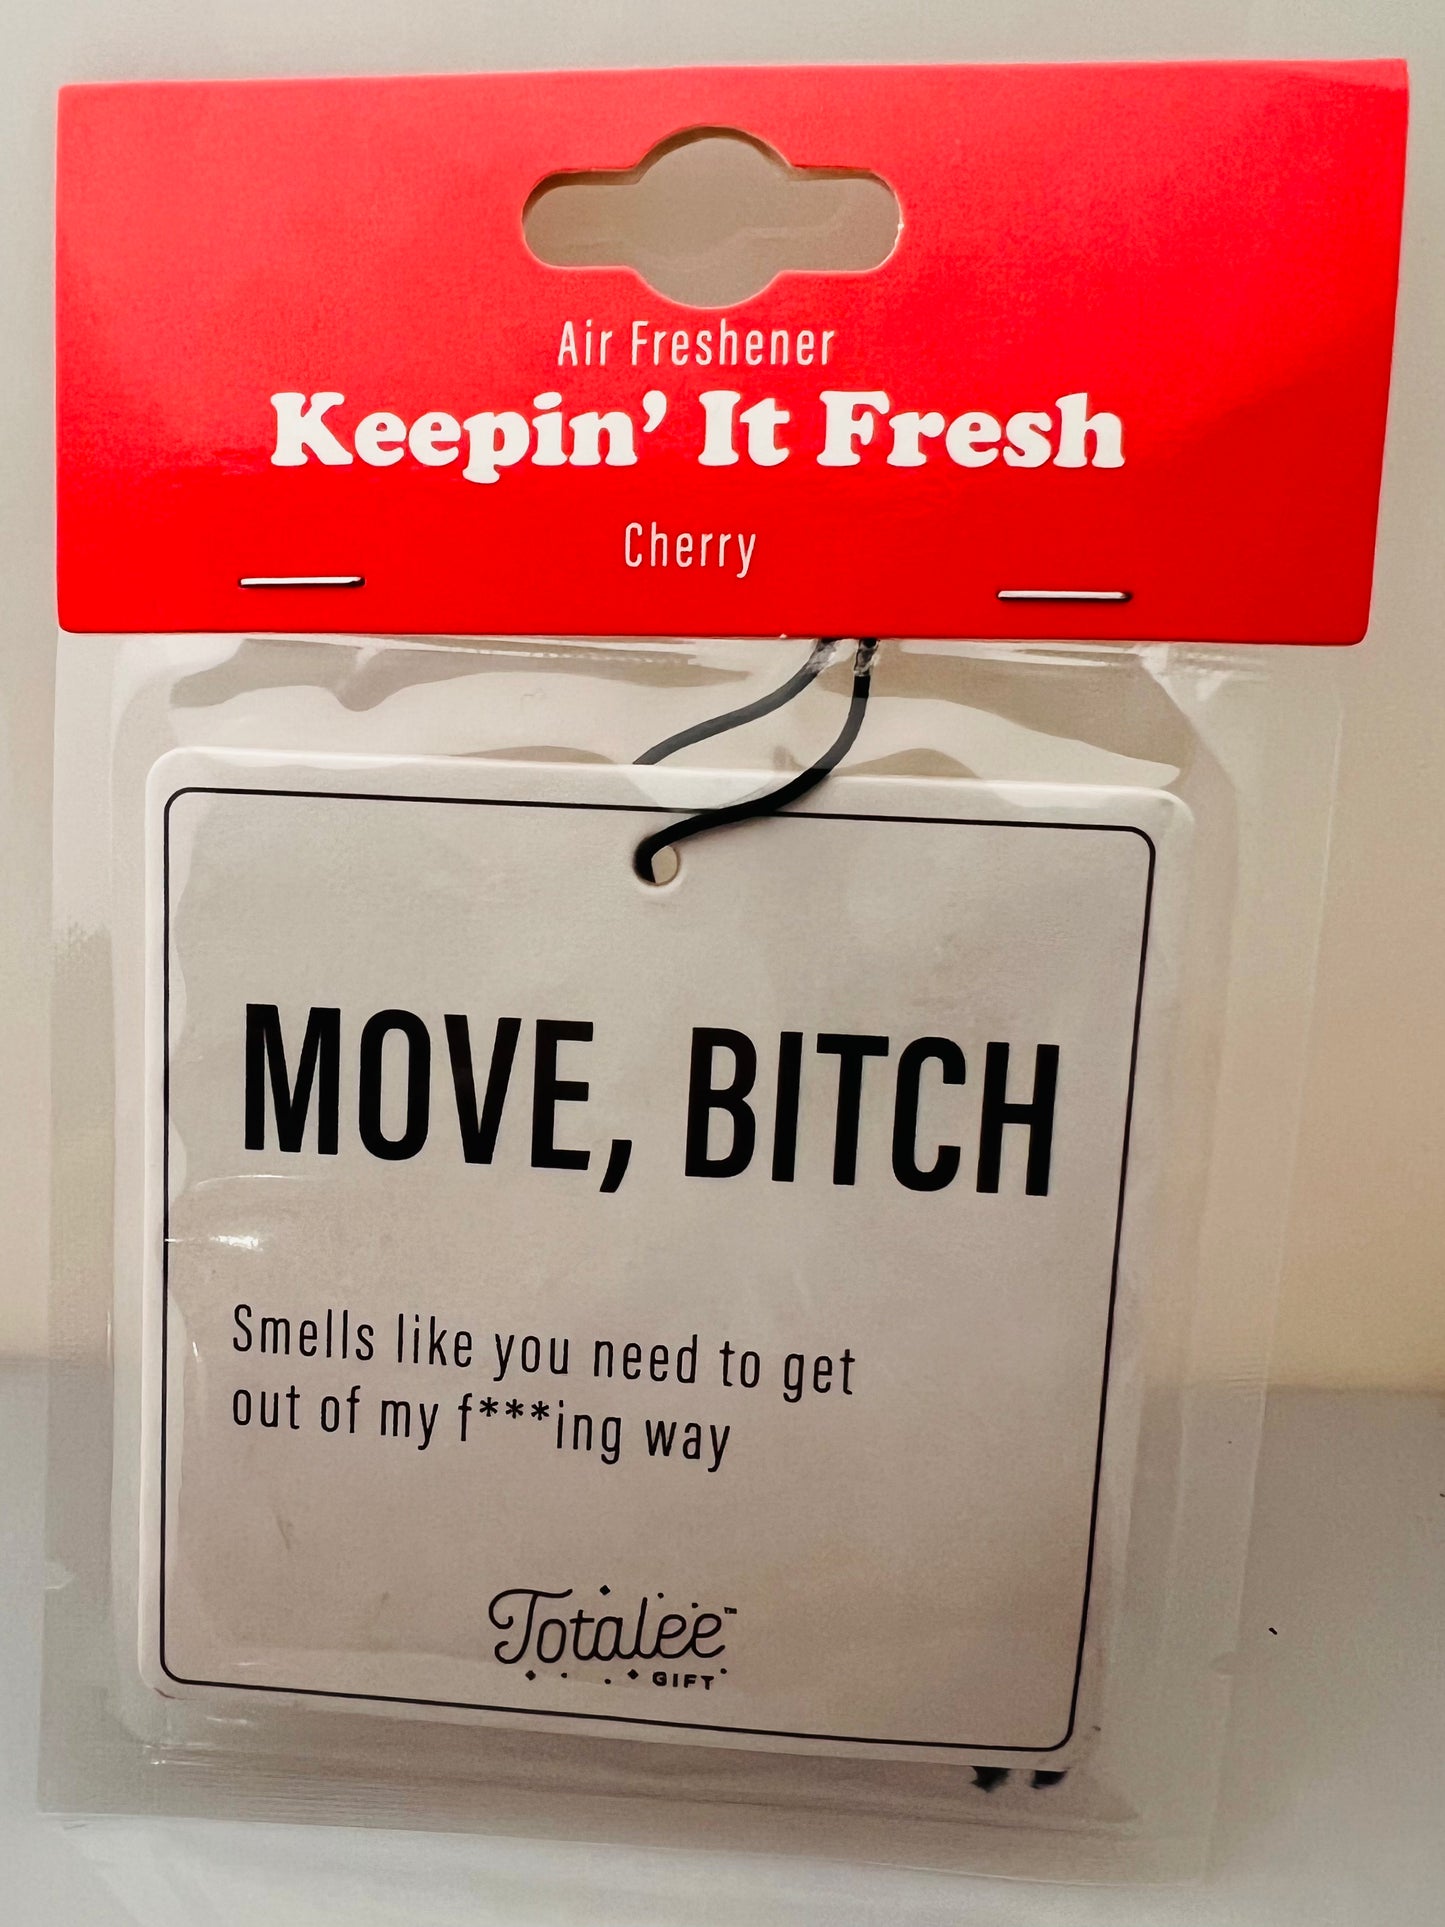 Air Freshener
Keepin' It Fresh
Cherry
MOVE, BITCH
Smells like you need to get
out of my f***ing way
Totalee™
GIFT